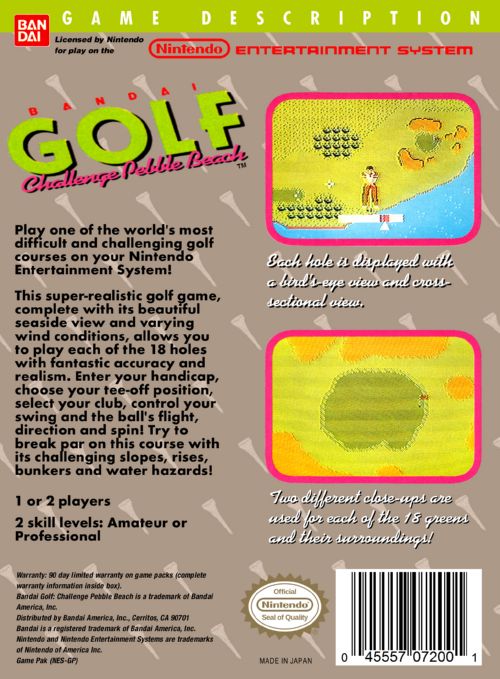 BAN
DAI
GAME DESCRIPTION
Licensed by Nintendo
for play on the
Nintendo ENTERTAINMENT SYSTEM
BANDAI
GOLF
Challenge Pebble Beach™
Play one of the world's most
difficult and challenging golf
courses on your Nintendo
Entertainment System!
This super-realistic golf game,
complete with its beautiful
seaside view and varying
wind conditions, allows you
to play each of the 18 holes
with fantastic accuracy and
realism. Enter your handicap,
choose your tee-off position,
select your club, control your
swing and the ball's flight,
direction and spin! Try to
break par on this course with
its challenging slopes, rises,
bunkers and water hazards!
1 or 2 players
2 skill levels: Amateur or
Professional
Each hole is displayed with
a bird's-eye view and cross-
sectional view.
Two different close-ups are
used for each of the 18 greens
and their surroundings!
Warranty: 90 day limited warranty on game packs (complete
warranty information inside box).
Bandai Golf: Challenge Pebble Beach is a trademark of Bandai
America, Inc.
Distributed by Bandai America, Inc., Cerritos, CA 90701
Bandai is a registered trademark of Bandai America, Inc.
Nintendo and Nintendo Entertainment Systems are trademarks
of Nintendo of America Inc.
Game Pak (NES-GP)
Official
Nintendo
Seal of Quality
MADE IN JAPAN
0 45557 07200 1